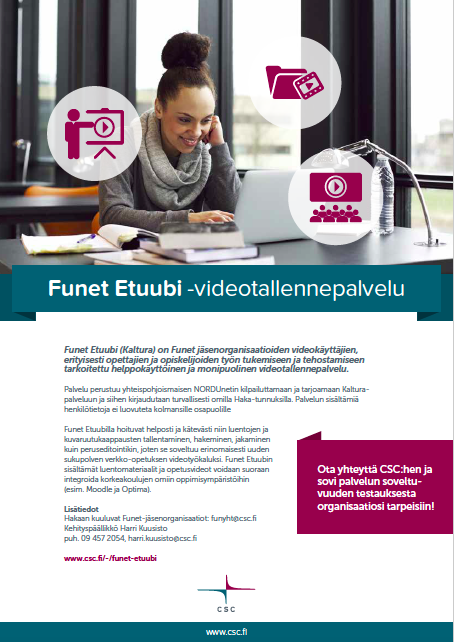 Funet Etuubi -videotallennepalvelu
Funet Etuubi (Kaltura) on Funet jäsenorganisaatioiden videokäyttäjien,
erityisesti opettajien ja opiskelijoiden työn tukemiseen ja tehostamiseen
tarkoitettu helppokäyttöinen ja monipuolinen videotallennepalvelu.
Palvelu perustuu yhteispohjoismaisen NORDUnetin kilpailuttamaan ja tarjoamaan Kaltura-
palveluun ja siihen kirjaudutaan turvallisesti omilla Haka-tunnuksilla. Palvelun sisältämiä
henkilötietoja ei luovuteta kolmansille osapuolille
Funet Etuubilla hoituvat helposti ja kätevästi niin luentojen ja
kuvaruutukaappausten tallentaminen, hakeminen, jakaminen
kuin peruseditointikin, joten se soveltuu erinomaisesti uuden
sukupolven verkko-opetuksen videotyökaluksi. Funet Etuubin
sisältämät luentomateriaalit ja opetusvideot voidaan suoraan
integroida korkeakoulujen omiin oppimisympäristöihin
(esim. Moodle ja Optima).
Ota yhteyttä CSC:hen ja
sovi palvelun soveltu-
vuuden testauksesta
organisaatiosi tarpeisiin!
Lisätiedot
Hakaan kuuluvat Funet-jäsenorganisaatiot: funyht@csc.fi
Kehityspäällikkö Harri Kuusisto
puh. 09 457 2054, harri.kuusisto@csc.fi
www.csc.fi/-/funet-etuubi
CSC
www.csc.fi